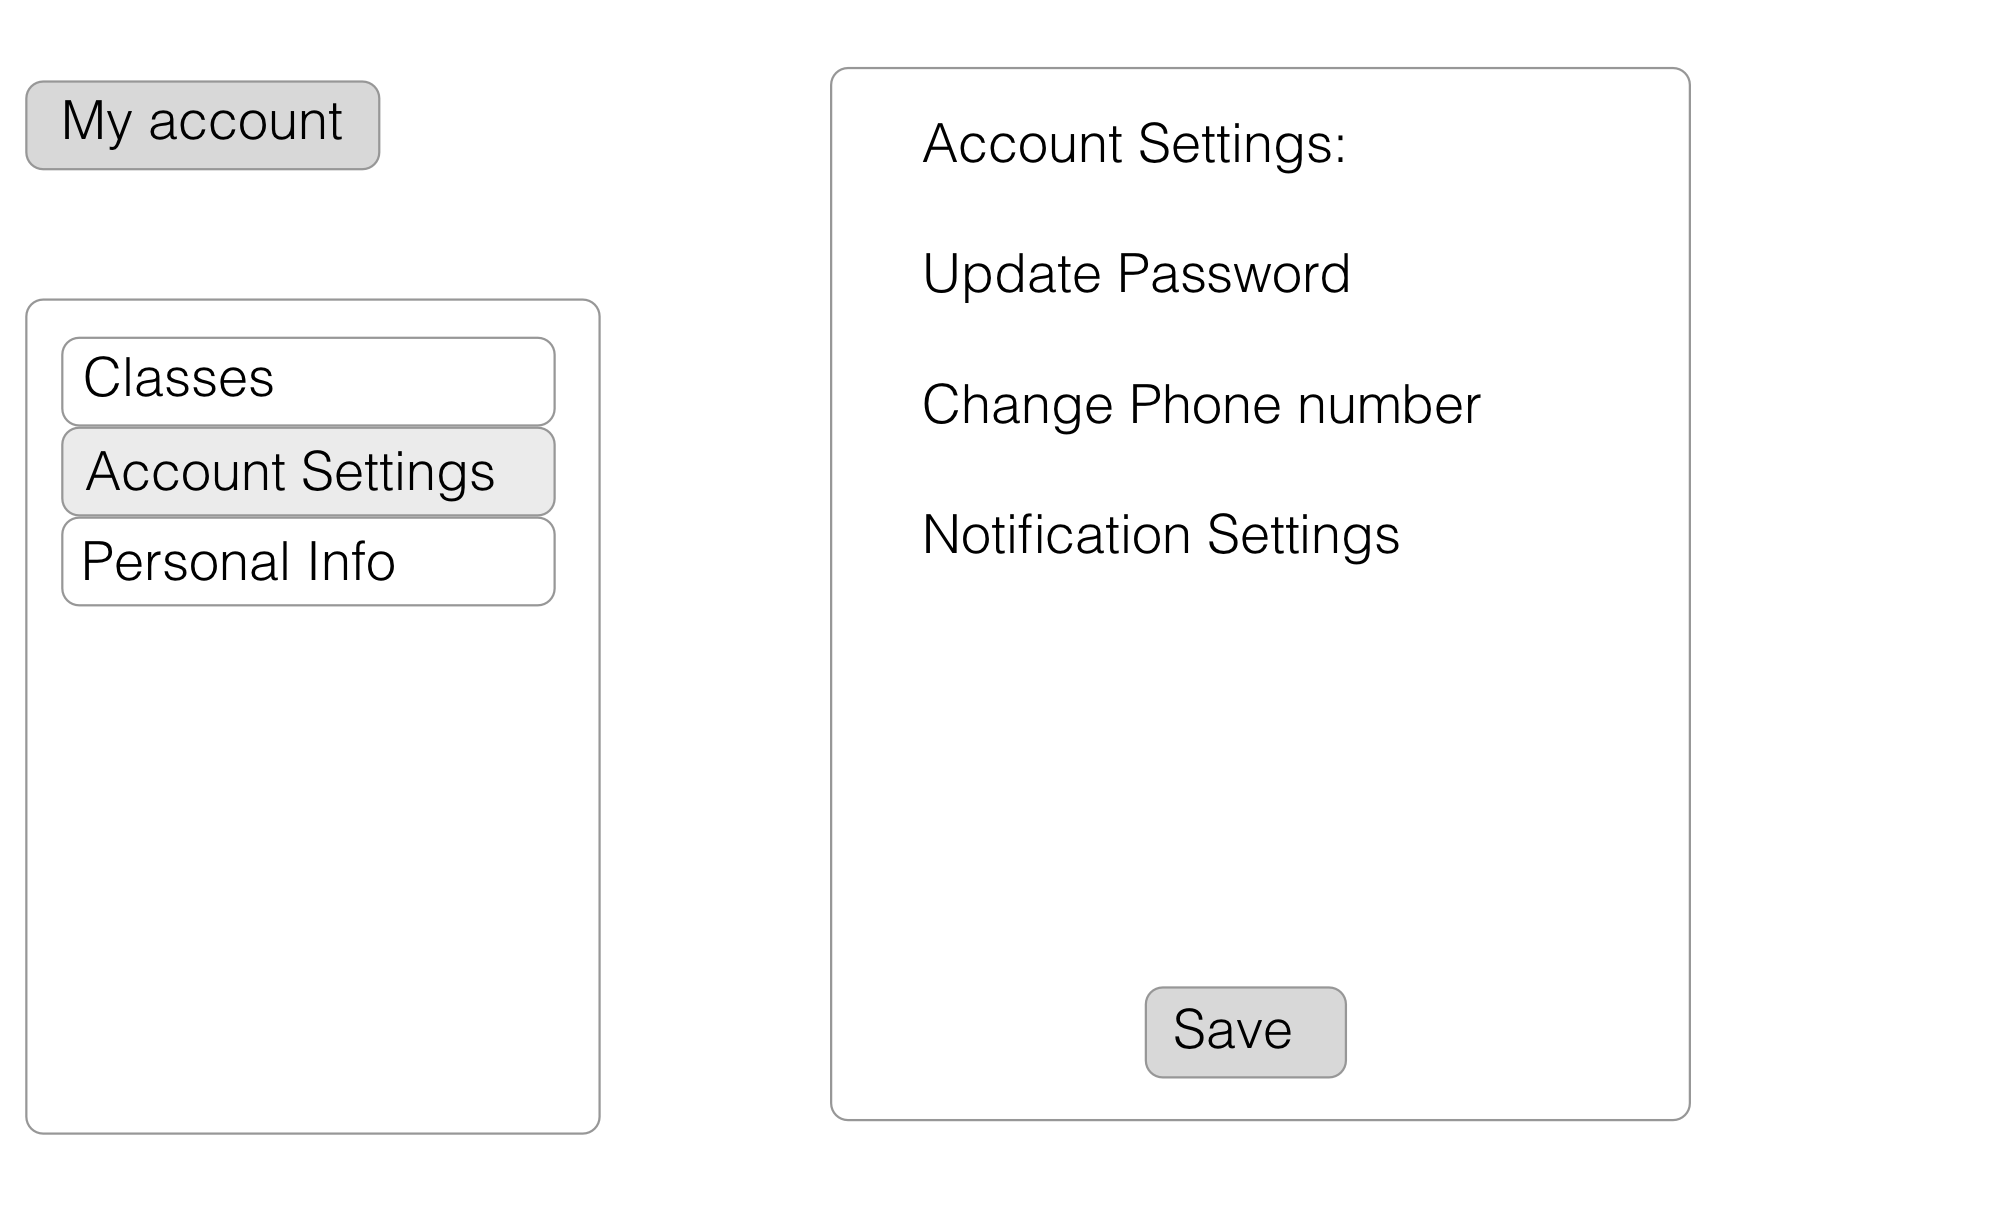 My account
Classes
Account Settings
Personal Info
Account Settings:
Update Password
Change Phone number
Notification Settings
Save